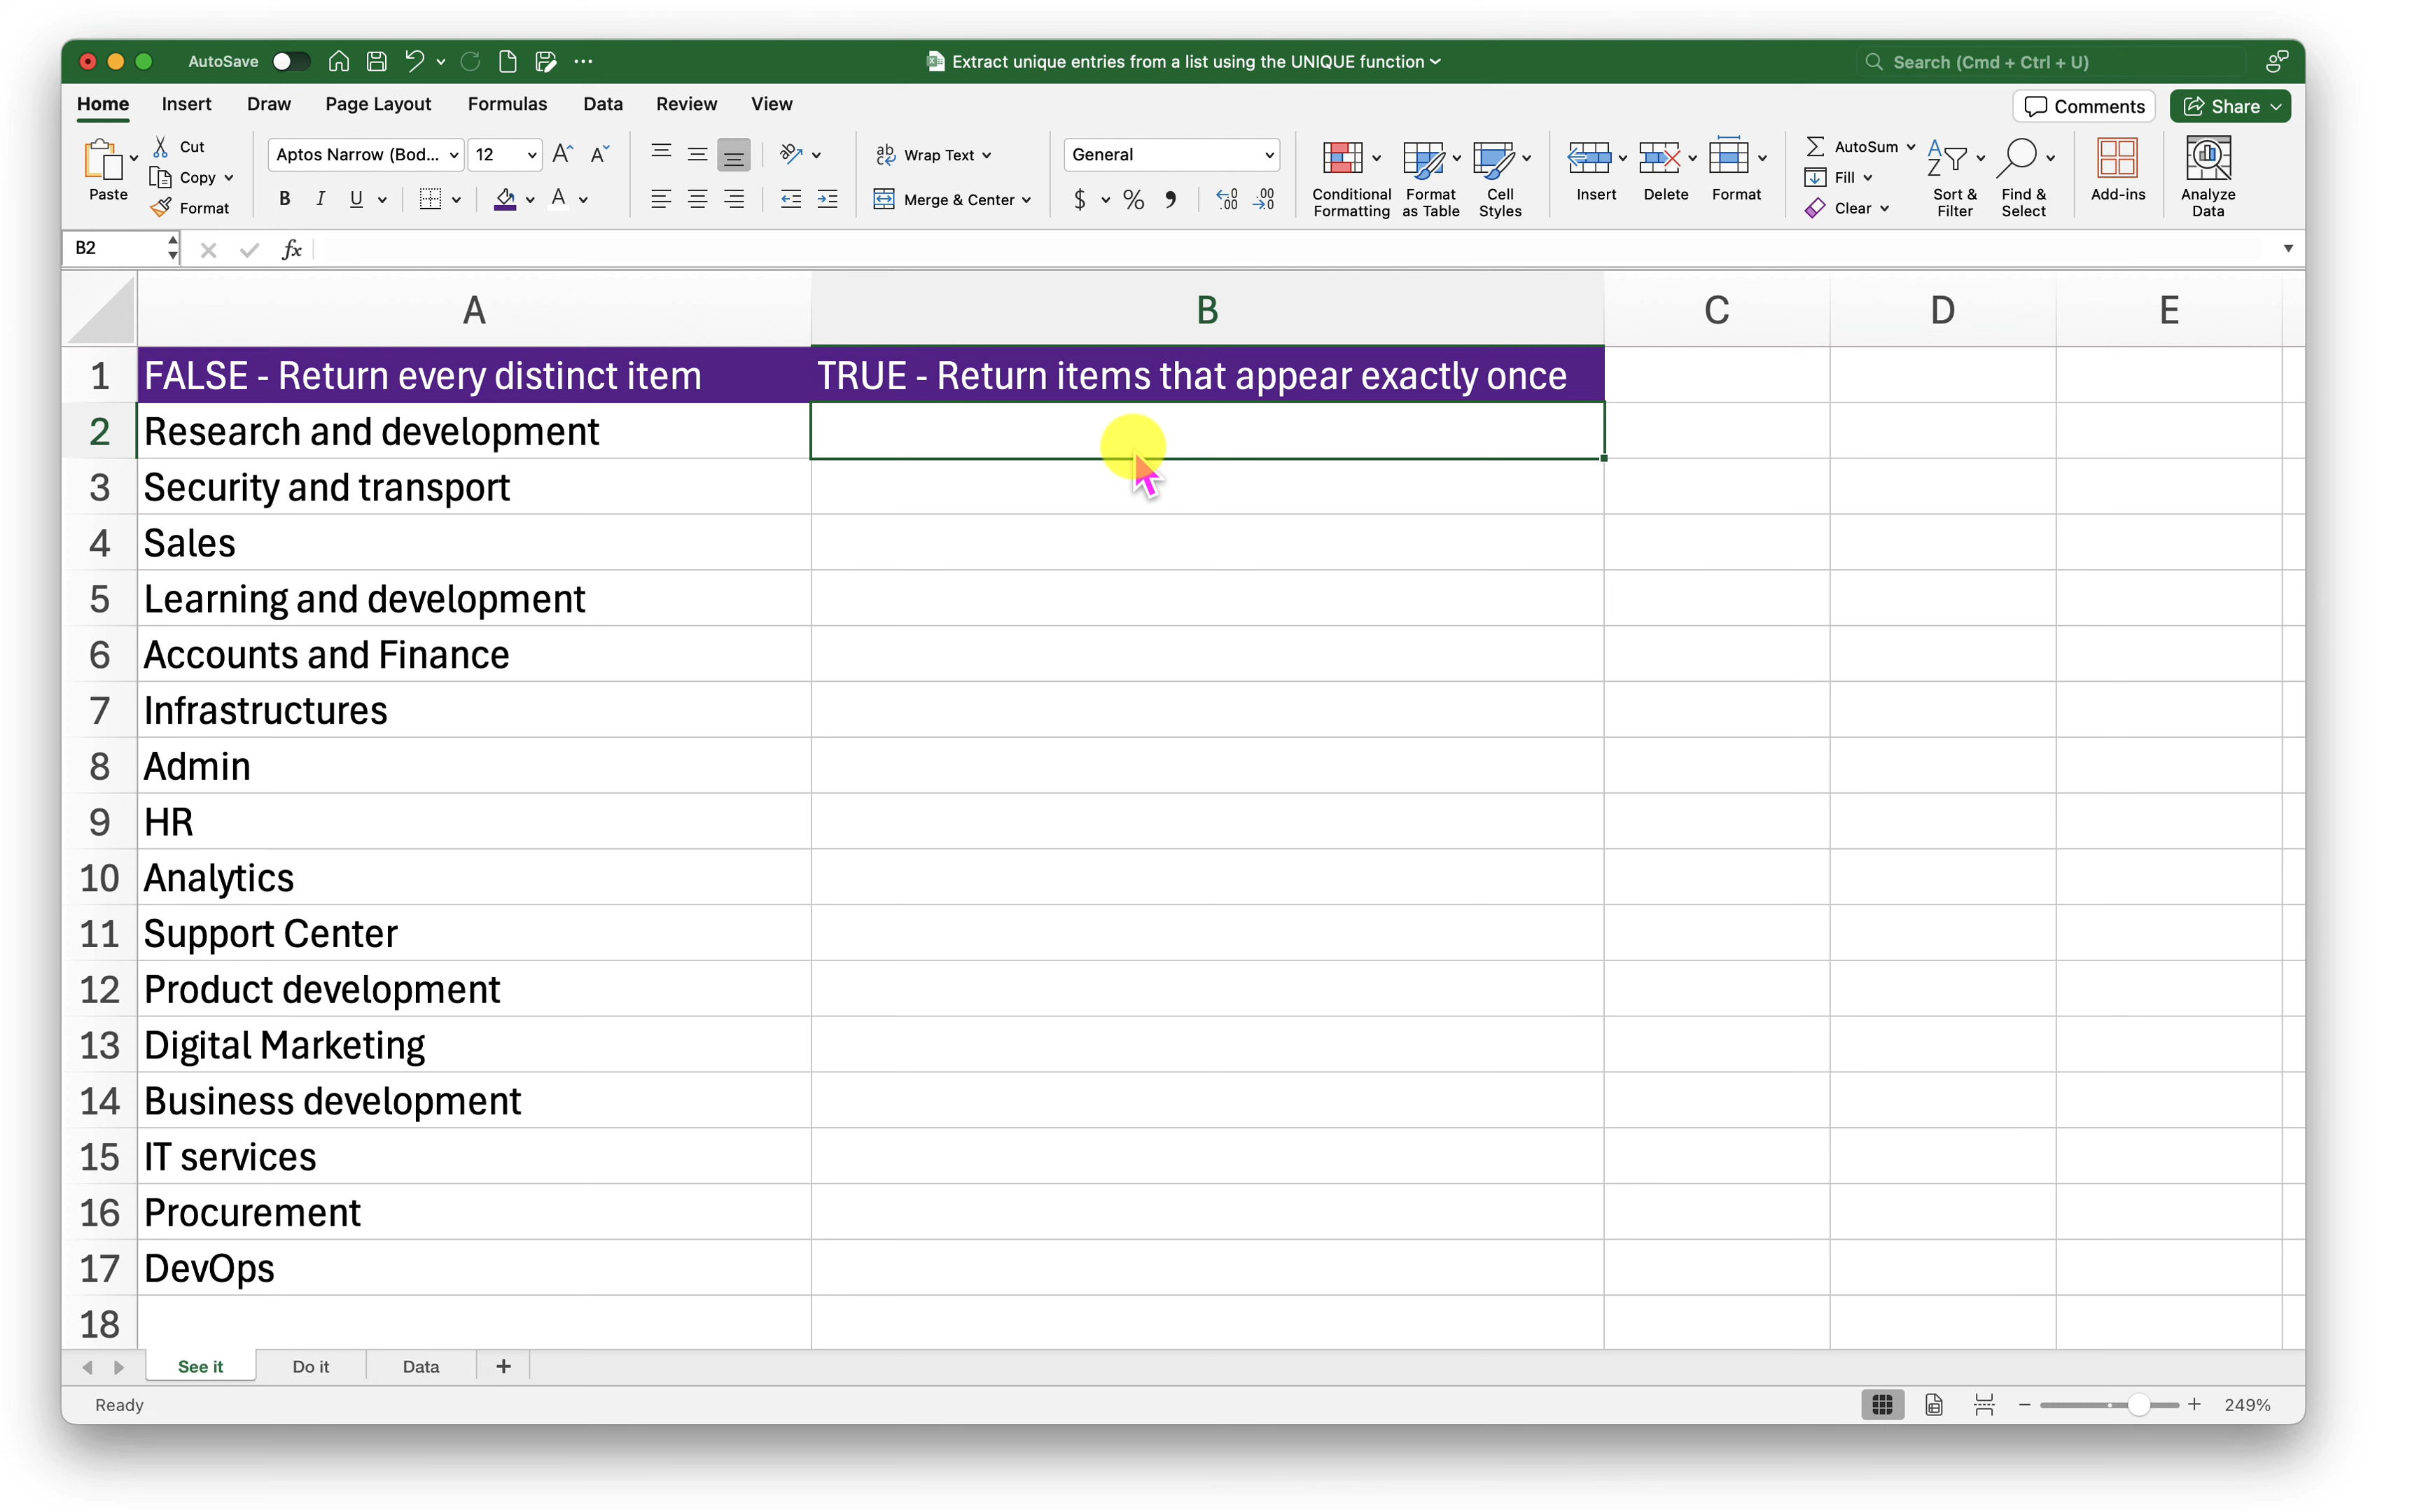 AutoSave
Extract unique entries from a list using the UNIQUE function
Search (Cmd + Ctrl + U)
Home Insert Draw Page Layout Formulas Data Review View
Comments Share
Paste
Cut
Copy
Format
Aptos Narrow (Bod... 12
B I U
Wrap Text
Merge & Center
General
$ %
Conditional Formatting
Format as Table
Cell Styles
Insert
Delete
Format
AutoSum
Fill
Clear
Sort & Filter
Find & Select
Add-ins
Analyze Data
B2 fx
A B C D E
1 FALSE - Return every distinct item TRUE - Return items that appear exactly once
2 Research and development
3 Security and transport
4 Sales
5 Learning and development
6 Accounts and Finance
7 Infrastructures
8 Admin
9 HR
10 Analytics
11 Support Center
12 Product development
13 Digital Marketing
14 Business development
15 IT services
16 Procurement
17 DevOps
18
See it Do it Data +
Ready
249%